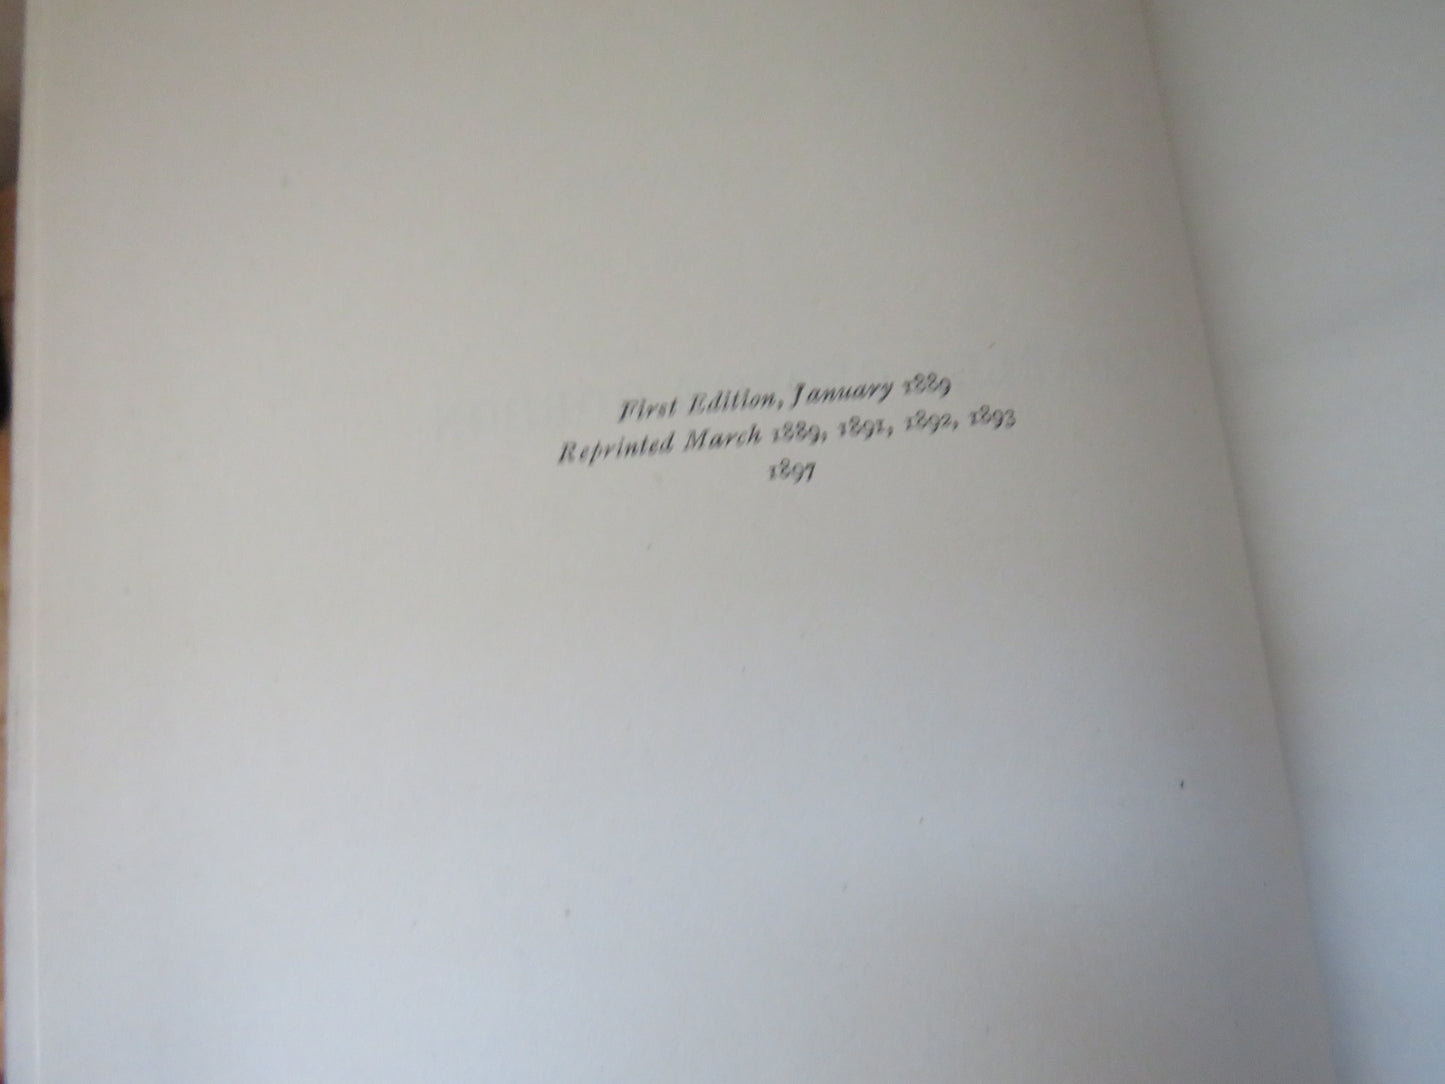 First Edition, January 1889
Reprinted March 1889, 1891, 1892, 1893
1897